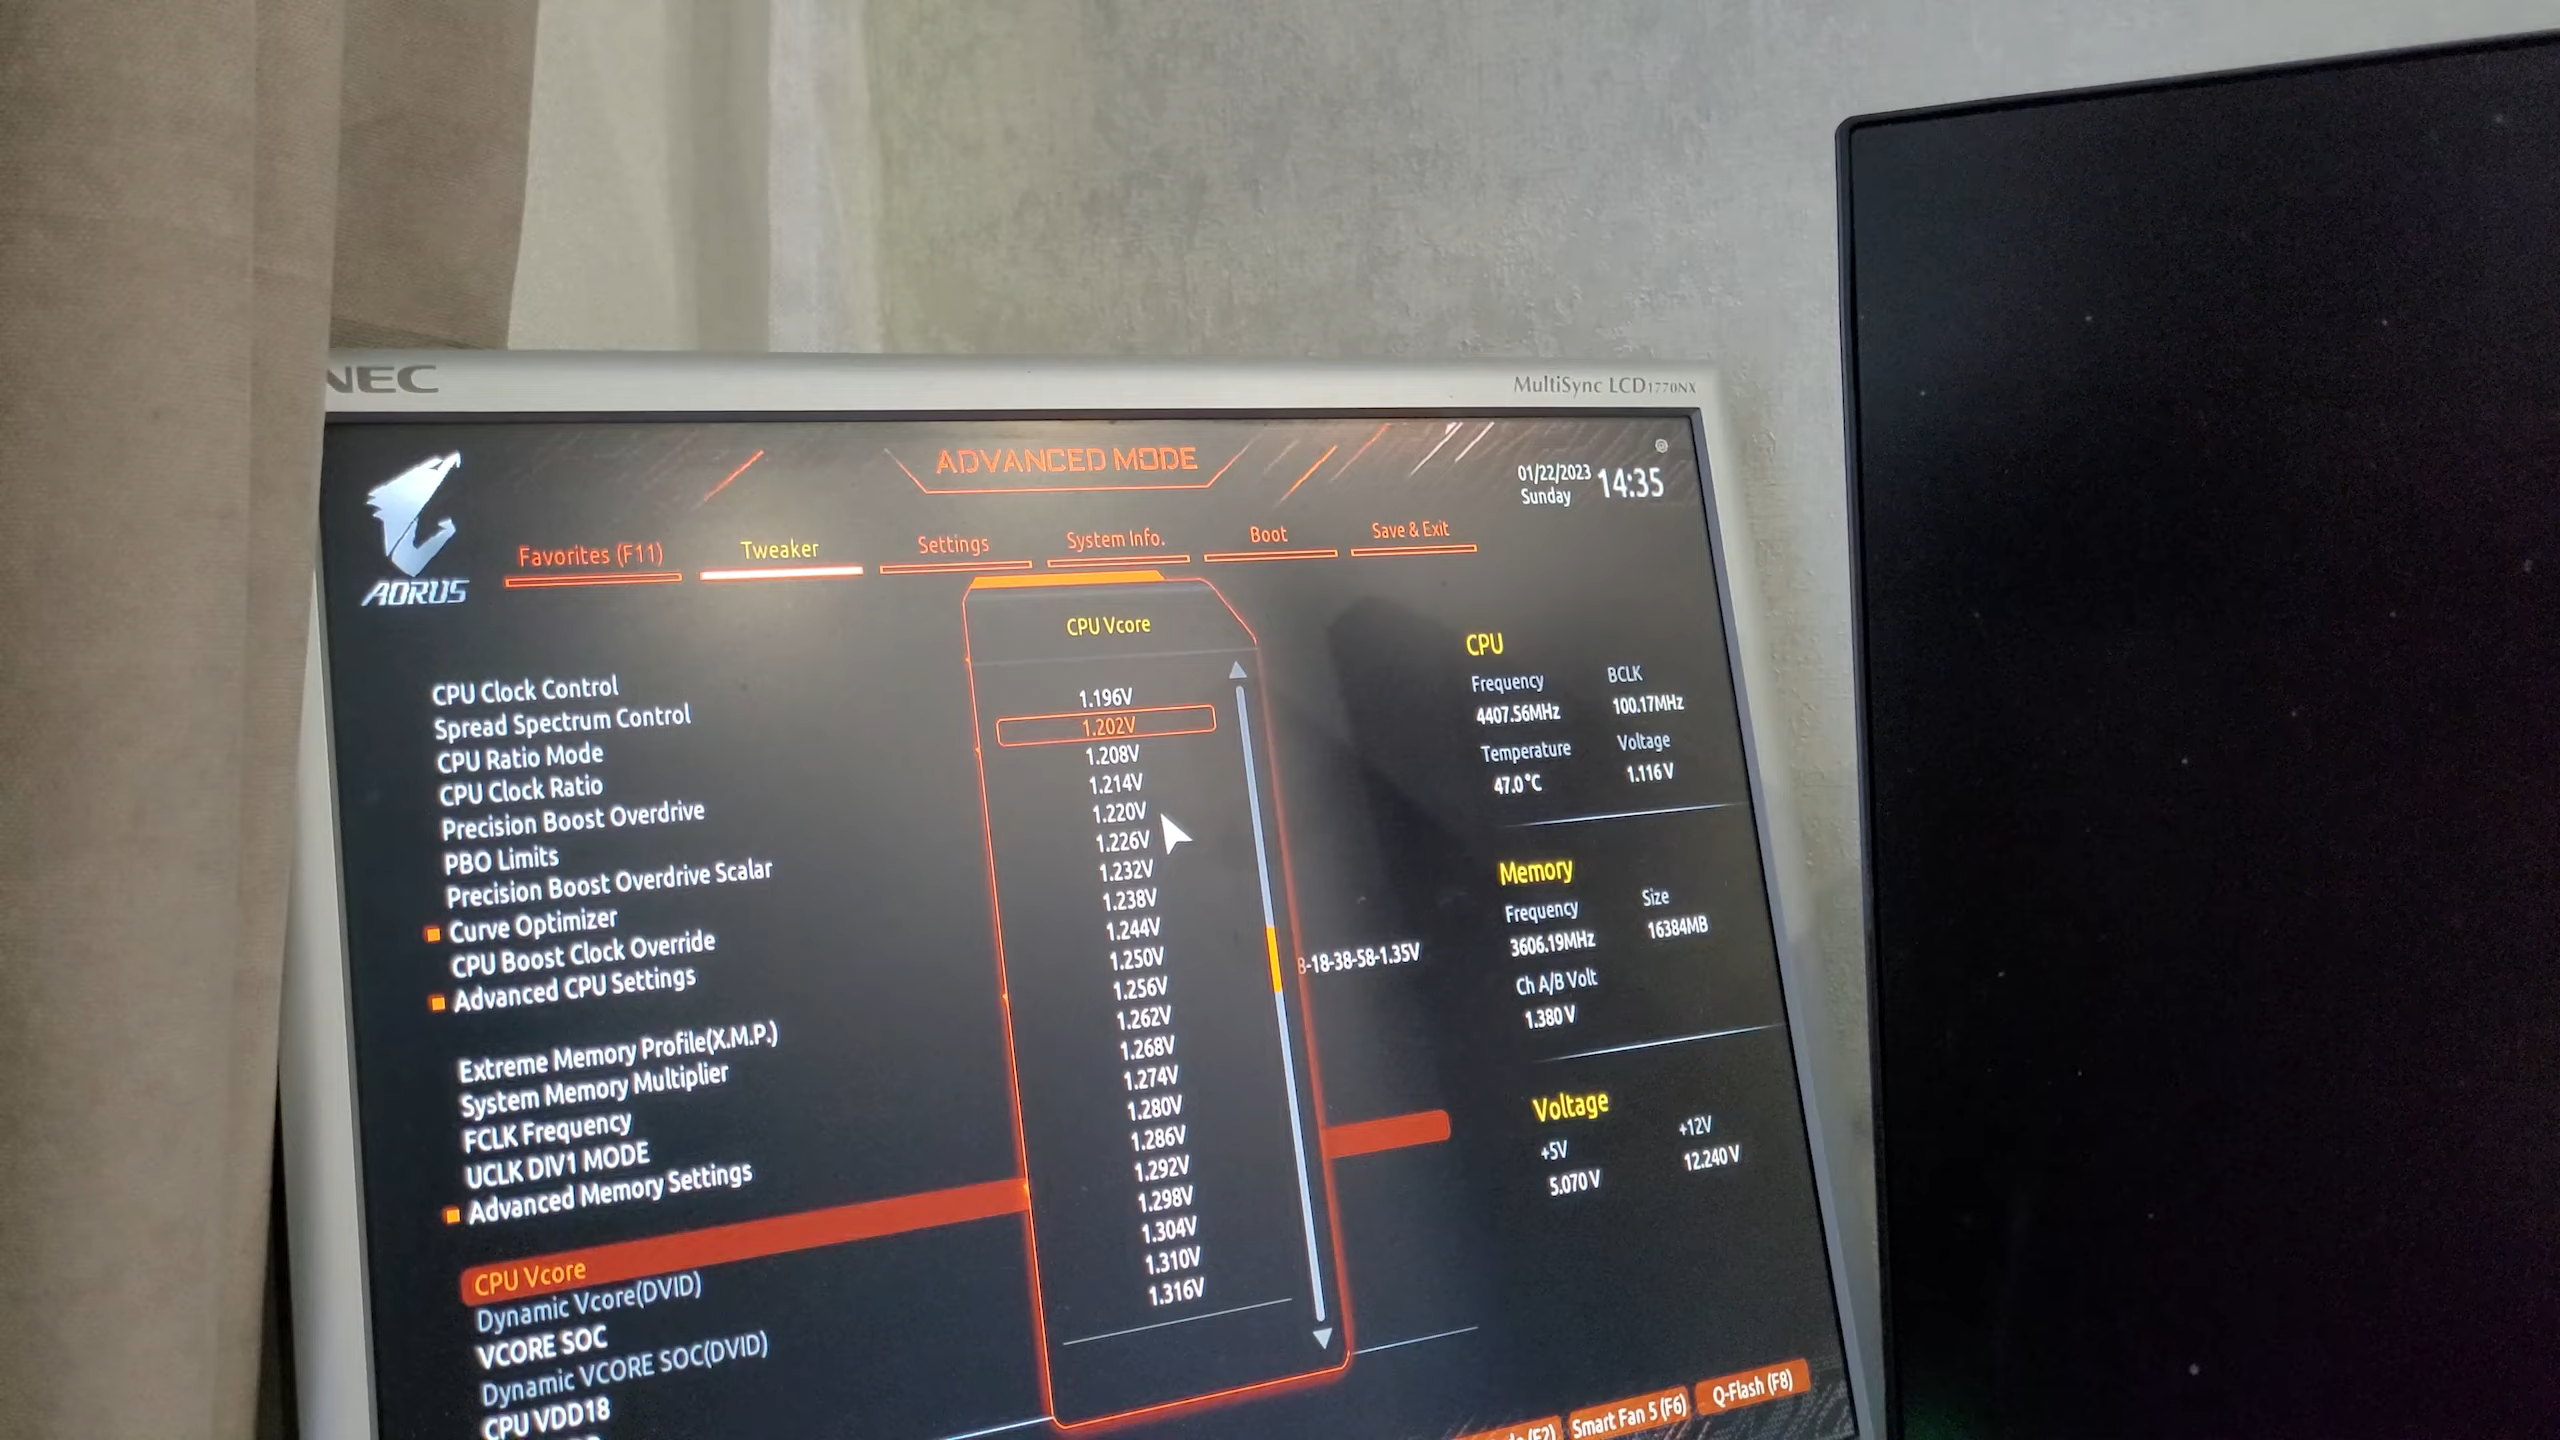 NEC
MultiSync LCD1770NX
ADVANCED MODE
01/22/2023
Sunday
14:35
AORUS
Favorites (F11)
Tweaker
Settings
System Info.
Boot
Save & Exit
CPU Clock Control
Spread Spectrum Control
CPU Ratio Mode
CPU Clock Ratio
Precision Boost Overdrive
PBO Limits
Precision Boost Overdrive Scalar
Curve Optimizer
CPU Boost Clock Override
Advanced CPU Settings
Extreme Memory Profile(X.M.P.)
System Memory Multiplier
FCLK Frequency
UCLK DIV1 MODE
Advanced Memory Settings
CPU Vcore
Dynamic Vcore(DVID)
VCORE SOC
Dynamic VCORE SOC(DVID)
CPU VDD18
CPU Vcore
1.196V
1.202V
1.208V
1.214V
1.220V
1.226V
1.232V
1.238V
1.244V
1.250V
1.256V
1.262V
1.268V
1.274V
1.280V
1.286V
1.292V
1.298V
1.304V
1.310V
1.316V
8-18-38-58-1.35V
CPU
Frequency BCLK
4407.56MHz 100.17MHz
Temperature Voltage
47.0°C 1.116 V
Memory
Frequency Size
3606.19MHz 16384MB
Ch A/B Volt
1.380 V
Voltage
+5V +12V
5.070 V 12.240 V
(F2)
Smart Fan 5 (F6)
Q-Flash (F8)